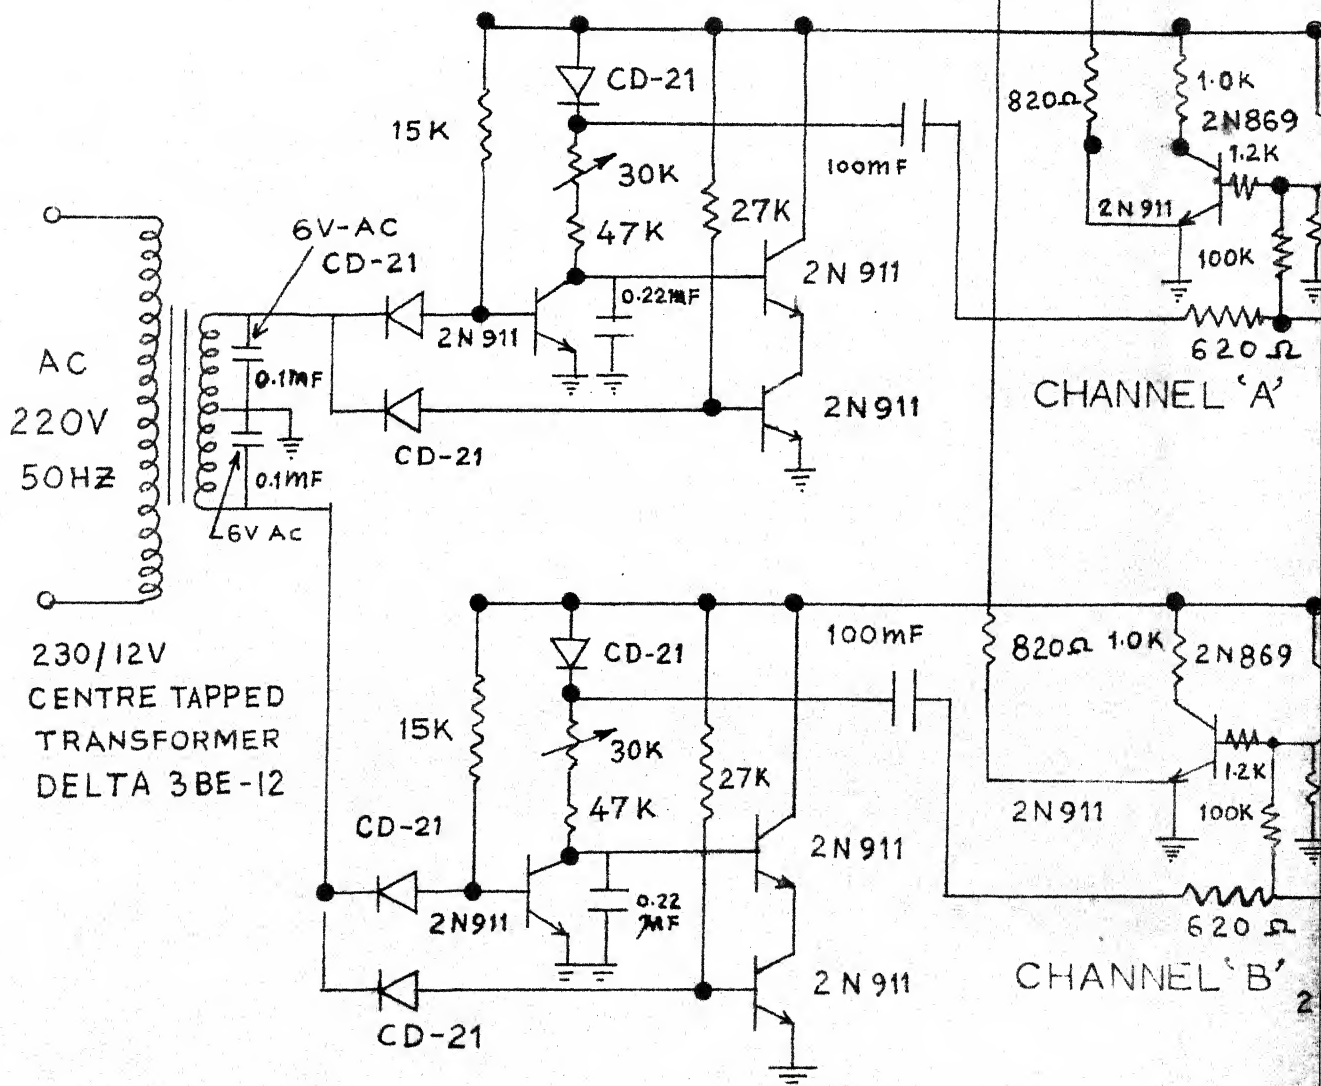 CD-21
15K
30K
47K
27K
100mF
820Ω
1.0K
2N869
1.2K
2N911
100K
620Ω
CHANNEL 'A'
6V-AC
CD-21
2N911
0.22mF
2N911
2N911
CD-21
AC
220V
50HZ
0.1mF
0.1mF
6V AC
230/12V
CENTRE TAPPED
TRANSFORMER
DELTA 3BE-12
CD-21
15K
30K
47K
27K
100mF
820Ω
1.0K
2N869
1.2K
2N911
100K
620Ω
CHANNEL 'B'
2
CD-21
2N911
0.22
MF
2N911
2N911
CD-21